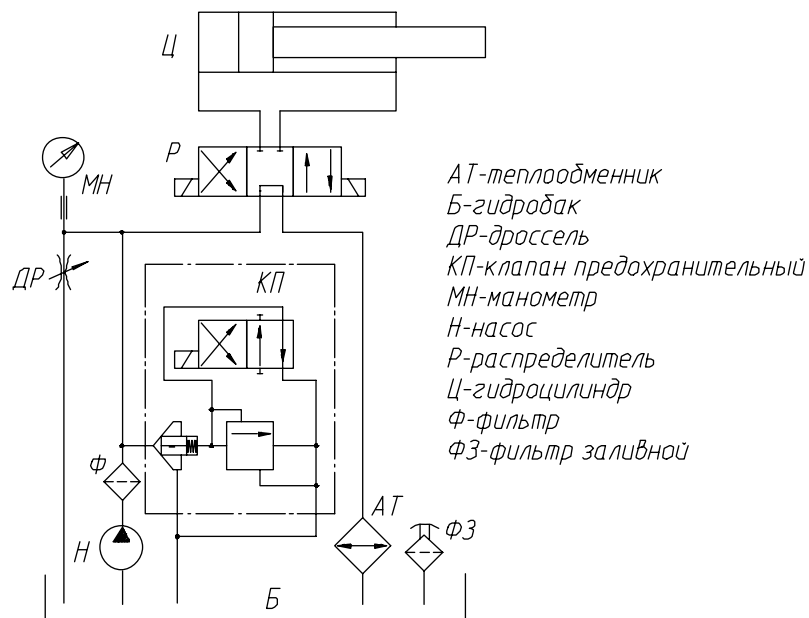 Ц
Р
МН
ДР
КП
Ф
Н
АТ
ФЗ
Б
АТ-теплообменник
Б-гидробак
ДР-дроссель
КП-клапан предохранительный
МН-манометр
Н-насос
Р-распределитель
Ц-гидроцилиндр
Ф-фильтр
ФЗ-фильтр заливной